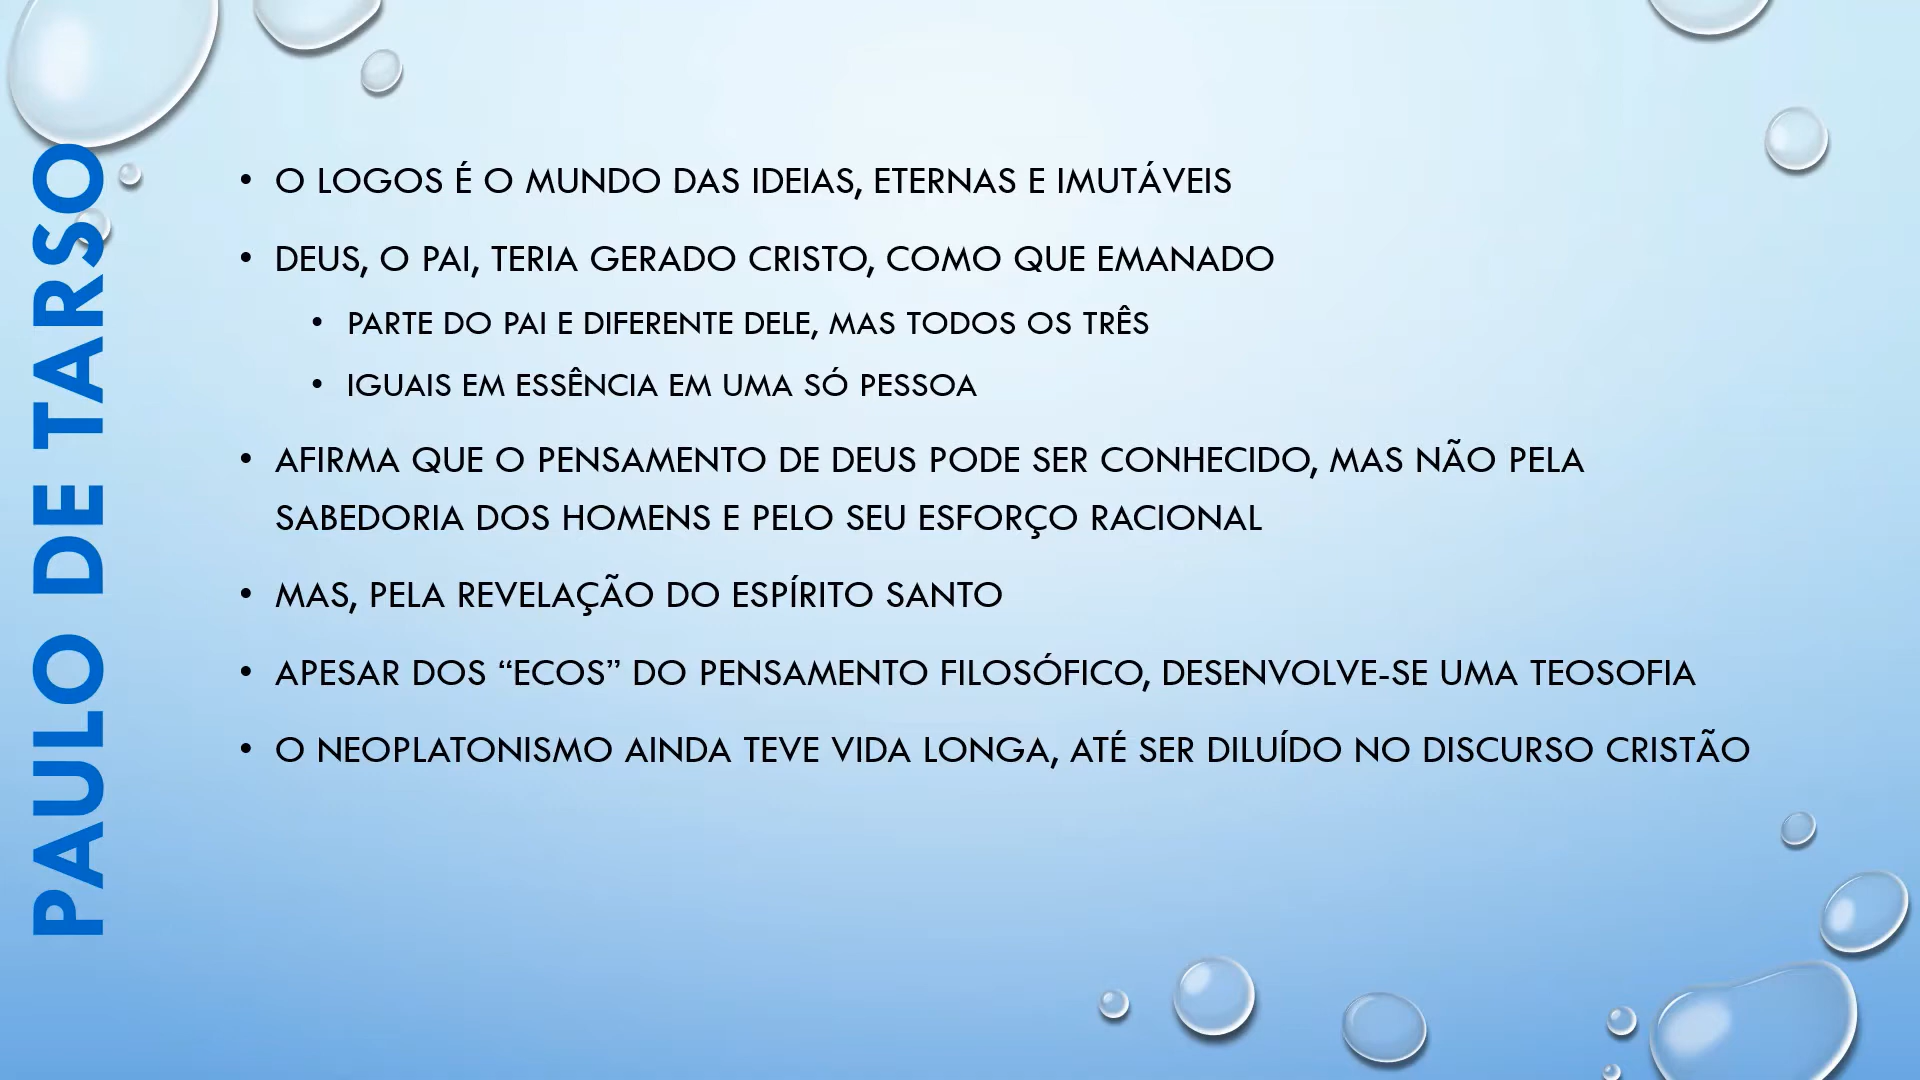 PAULO DE TARSO
• O LOGOS É O MUNDO DAS IDEIAS, ETERNAS E IMUTÁVEIS
• DEUS, O PAI, TERIA GERADO CRISTO, COMO QUE EMANADO
• PARTE DO PAI E DIFERENTE DELE, MAS TODOS OS TRÊS
• IGUAIS EM ESSÊNCIA EM UMA SÓ PESSOA
• AFIRMA QUE O PENSAMENTO DE DEUS PODE SER CONHECIDO, MAS NÃO PELA
SABEDORIA DOS HOMENS E PELO SEU ESFORÇO RACIONAL
• MAS, PELA REVELAÇÃO DO ESPÍRITO SANTO
• APESAR DOS “ECOS” DO PENSAMENTO FILOSÓFICO, DESENVOLVE-SE UMA TEOSOFIA
• O NEOPLATONISMO AINDA TEVE VIDA LONGA, ATÉ SER DILUÍDO NO DISCURSO CRISTÃO